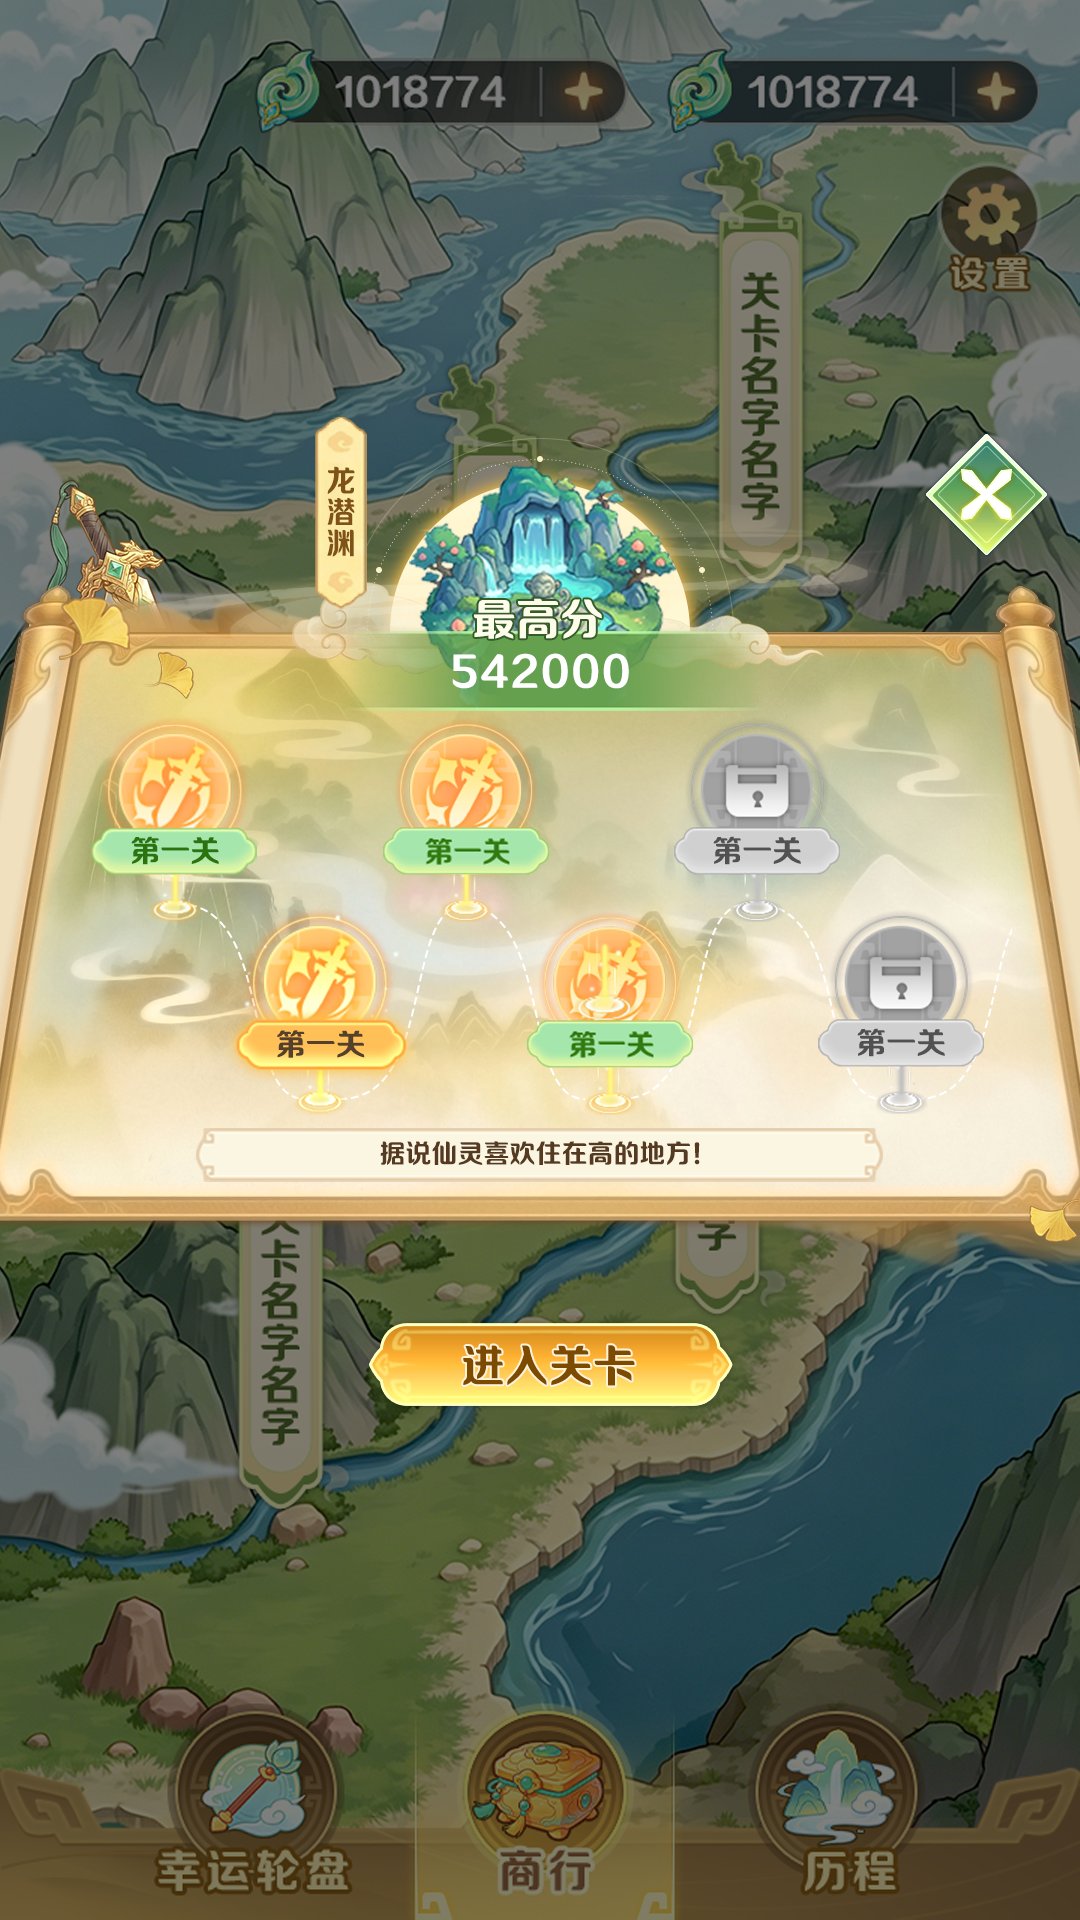 1018774
1018774
设置
关卡名字名字
龙潜渊
最高分
542000
第一关
第一关
第一关
第一关
第一关
第一关
据说仙灵喜欢住在高的地方！
卡名字名字
字
进入关卡
幸运轮盘
商行
历程